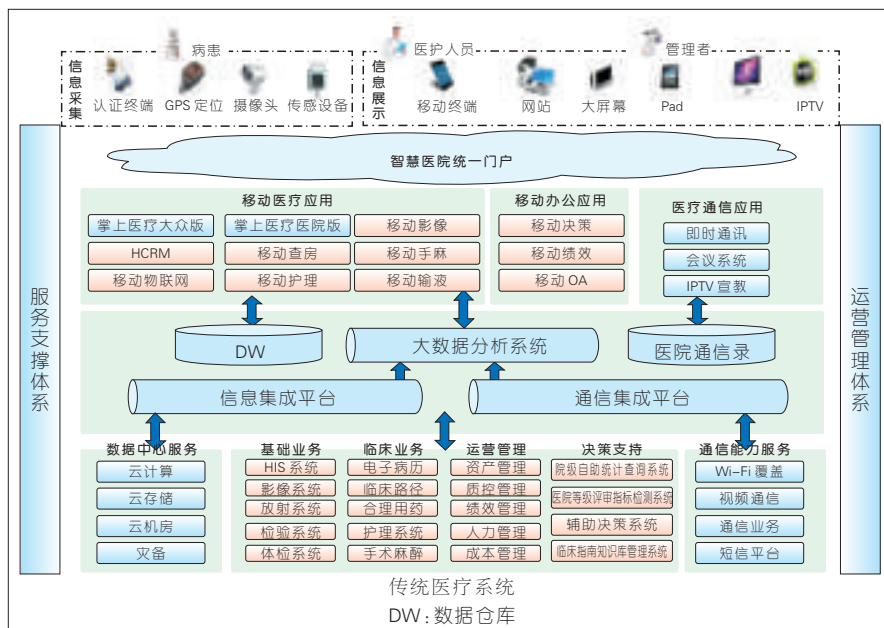 病患
医护人员
管理者
信息采集
认证终端 GPS 定位 摄像头 传感设备
信息展示
移动终端 网站 大屏幕 Pad IPTV
智慧医院统一门户
服务支撑体系
运营管理体系
移动医疗应用
掌上医疗大众版 掌上医疗医院版 移动影像
HCRM 移动查房 移动手麻
移动物联网 移动护理 移动输液
移动办公应用
移动决策
移动绩效
移动 OA
医疗通信应用
即时通讯
会议系统
IPTV 宣教
DW
大数据分析系统
医院通信录
信息集成平台
通信集成平台
数据中心服务
云计算
云存储
云机房
灾备
基础业务
HIS 系统
影像系统
放射系统
检验系统
体检系统
临床业务
电子病历
临床路径
合理用药
护理系统
手术麻醉
运营管理
资产管理
质控管理
绩效管理
人力管理
成本管理
决策支持
院级自助统计查询系统
医院等级评审指标检测系统
辅助决策系统
临床指南知识库管理系统
通信能力服务
Wi-Fi 覆盖
视频通信
通信业务
短信平台
传统医疗系统
DW:数据仓库